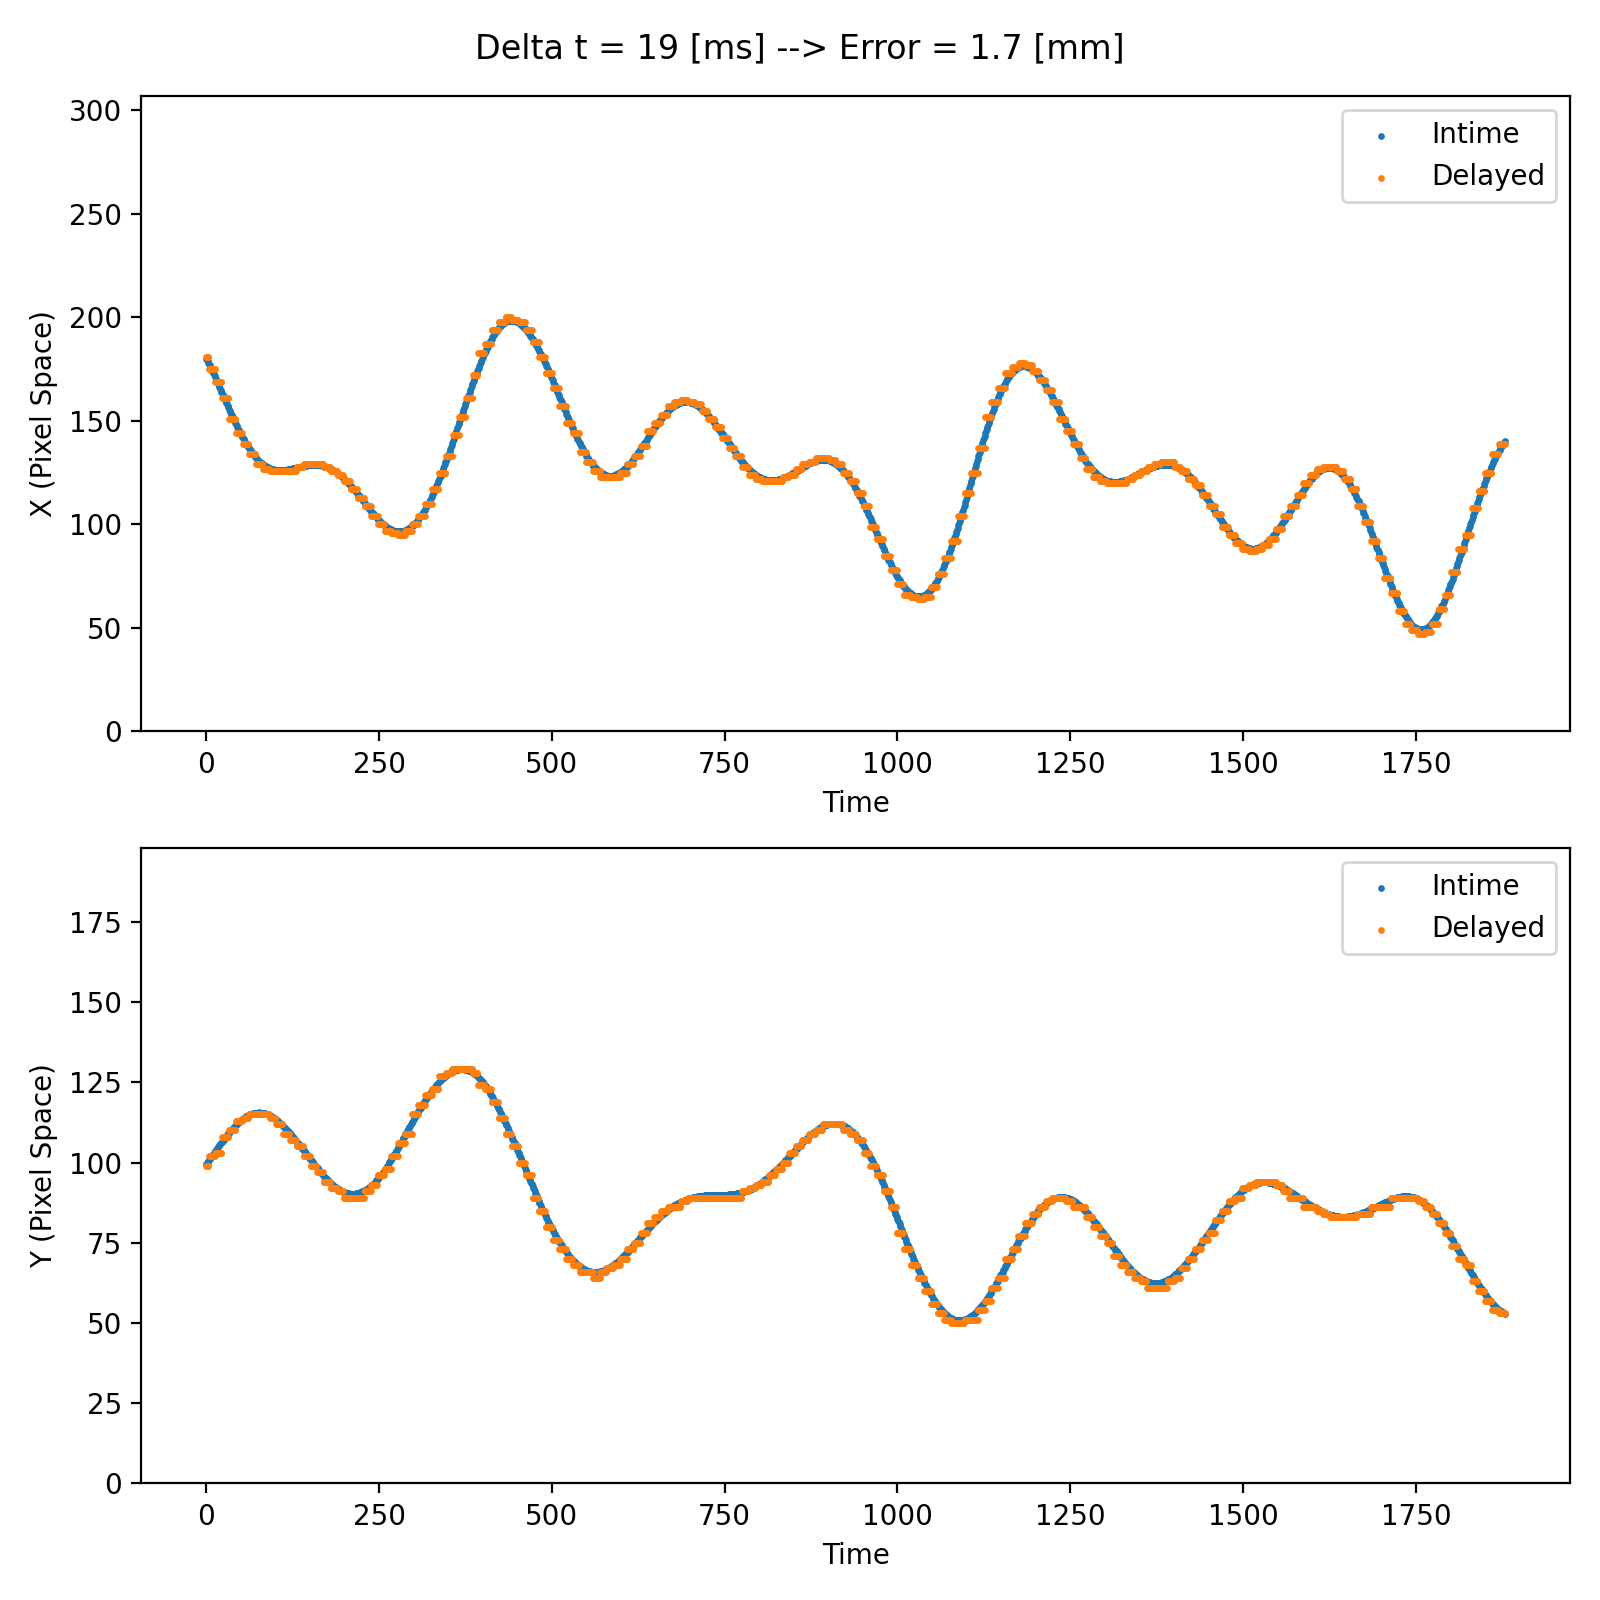 Delta t = 19 [ms] --> Error = 1.7 [mm]
300
250
200
150
100
50
0
X (Pixel Space)
Intime
Delayed
0 250 500 750 1000 1250 1500 1750
Time
175
150
125
100
75
50
25
0
Y (Pixel Space)
Intime
Delayed
0 250 500 750 1000 1250 1500 1750
Time